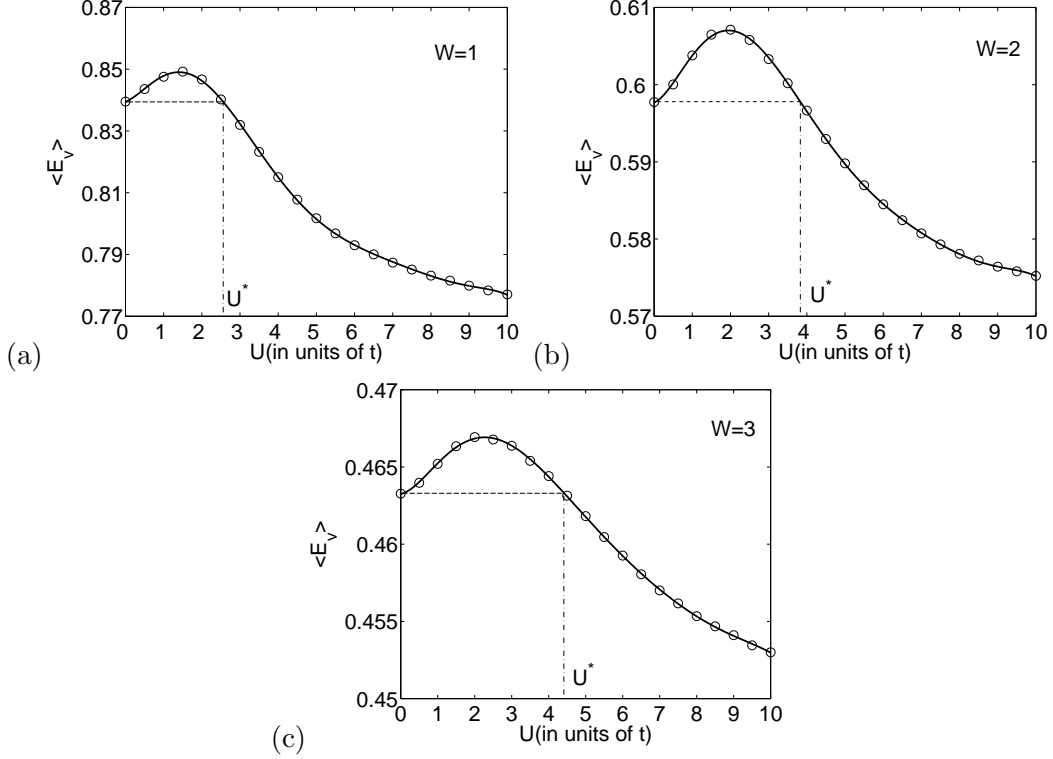 0.87
0.85
0.83
0.81
0.79
0.77
<E_v>
W=1
U*
0 1 2 3 4 5 6 7 8 9 10
U(in units of t)
(a)
0.61
0.6
0.59
0.58
0.57
<E_v>
W=2
U*
0 1 2 3 4 5 6 7 8 9 10
U(in units of t)
(b)
0.47
0.465
0.46
0.455
0.45
<E_v>
W=3
U*
0 1 2 3 4 5 6 7 8 9 10
U(in units of t)
(c)